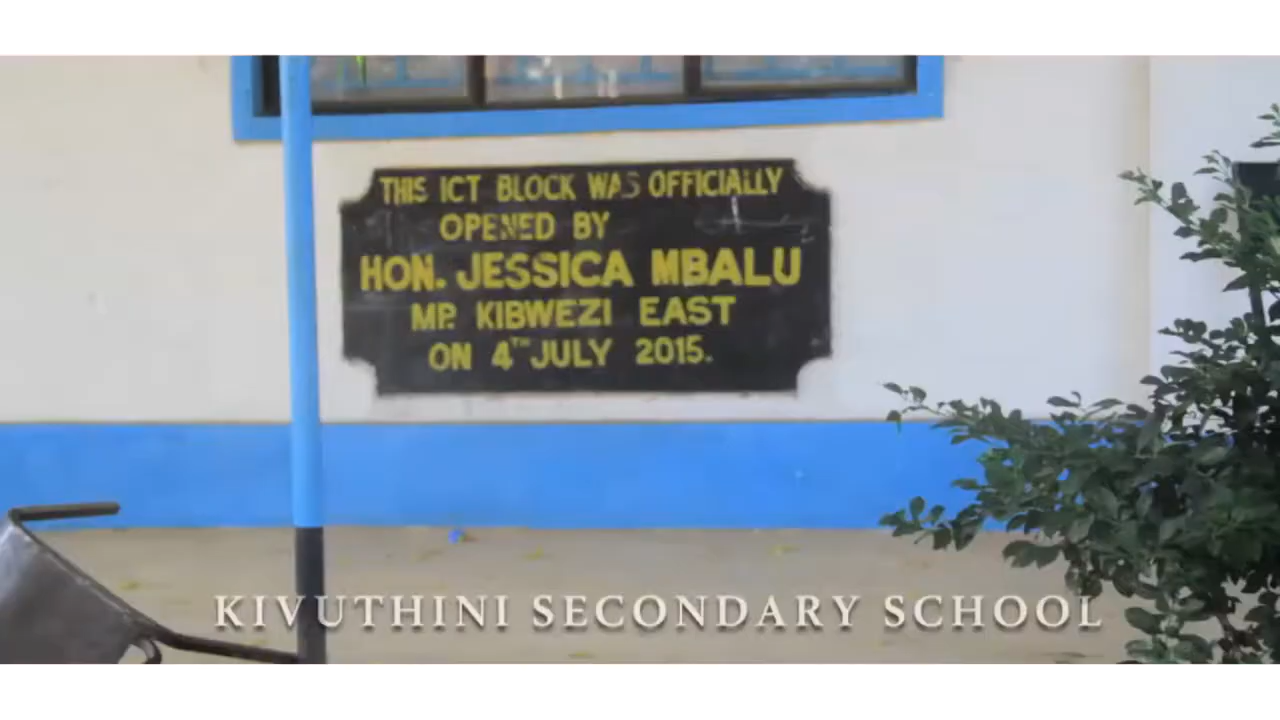 THIS ICT BLOCK WAS OFFICIALLY
OPENED BY
HON. JESSICA MBALU
MP. KIBWEZI EAST
ON 4TH JULY 2015.
KIVUTHINI SECONDARY SCHOOL